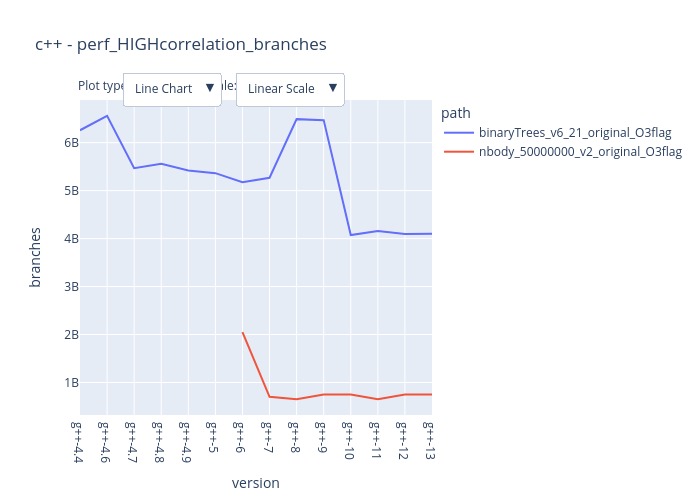 c++ - perf_HIGHcorrelation_branches
Plot type
Line Chart ▼
ale:
Linear Scale ▼
path
binaryTrees_v6_21_original_O3flag
nbody_50000000_v2_original_O3flag
branches
6B
5B
4B
3B
2B
1B
g++-4.4
g++-4.6
g++-4.7
g++-4.8
g++-4.9
g++-5
g++-6
g++-7
g++-8
g++-9
g++-10
g++-11
g++-12
g++-13
version